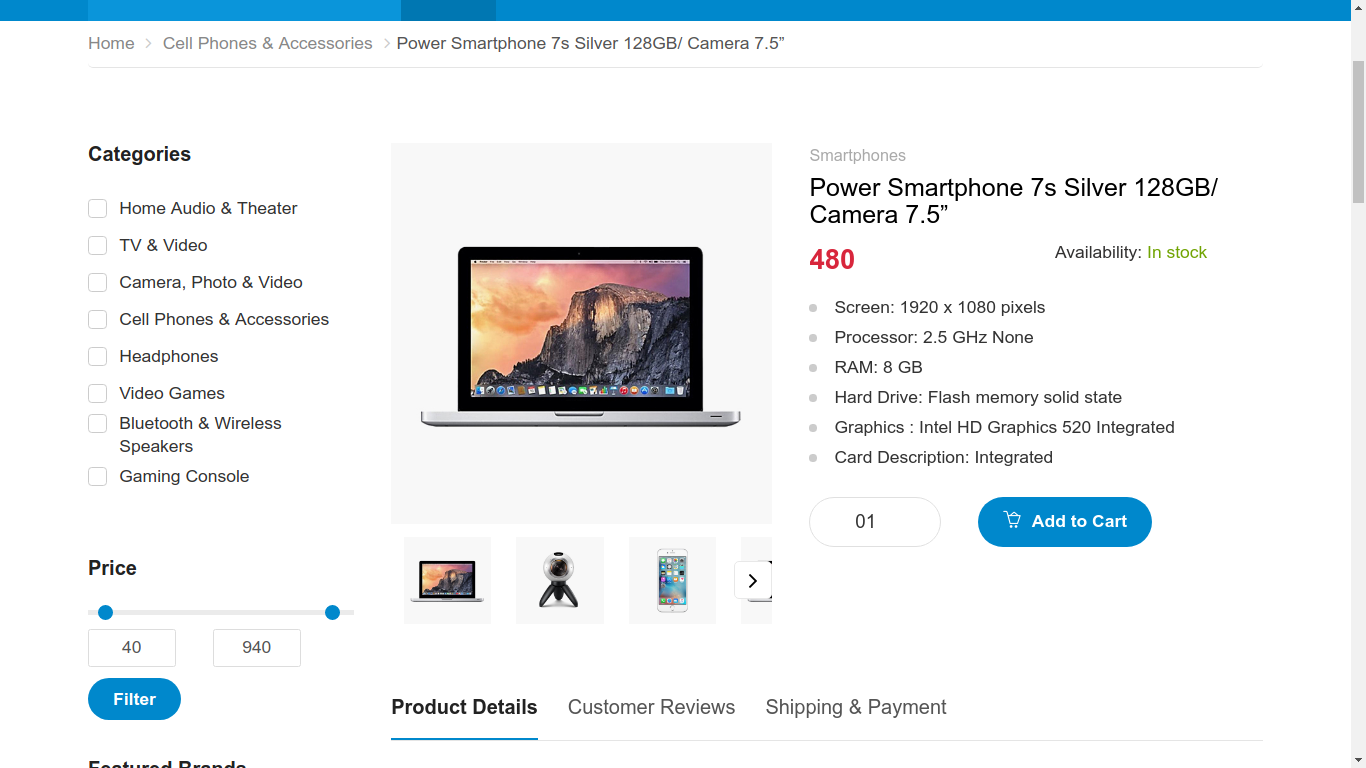 Home
Cell Phones & Accessories
Power Smartphone 7s Silver 128GB/ Camera 7.5”
Categories
Home Audio & Theater
TV & Video
Camera, Photo & Video
Cell Phones & Accessories
Headphones
Video Games
Bluetooth & Wireless
Speakers
Gaming Console
Price
40
940
Filter
Featured Brands
Smartphones
Power Smartphone 7s Silver 128GB/
Camera 7.5”
480
Availability: In stock
Screen: 1920 x 1080 pixels
Processor: 2.5 GHz None
RAM: 8 GB
Hard Drive: Flash memory solid state
Graphics : Intel HD Graphics 520 Integrated
Card Description: Integrated
01
Add to Cart
Product Details
Customer Reviews
Shipping & Payment